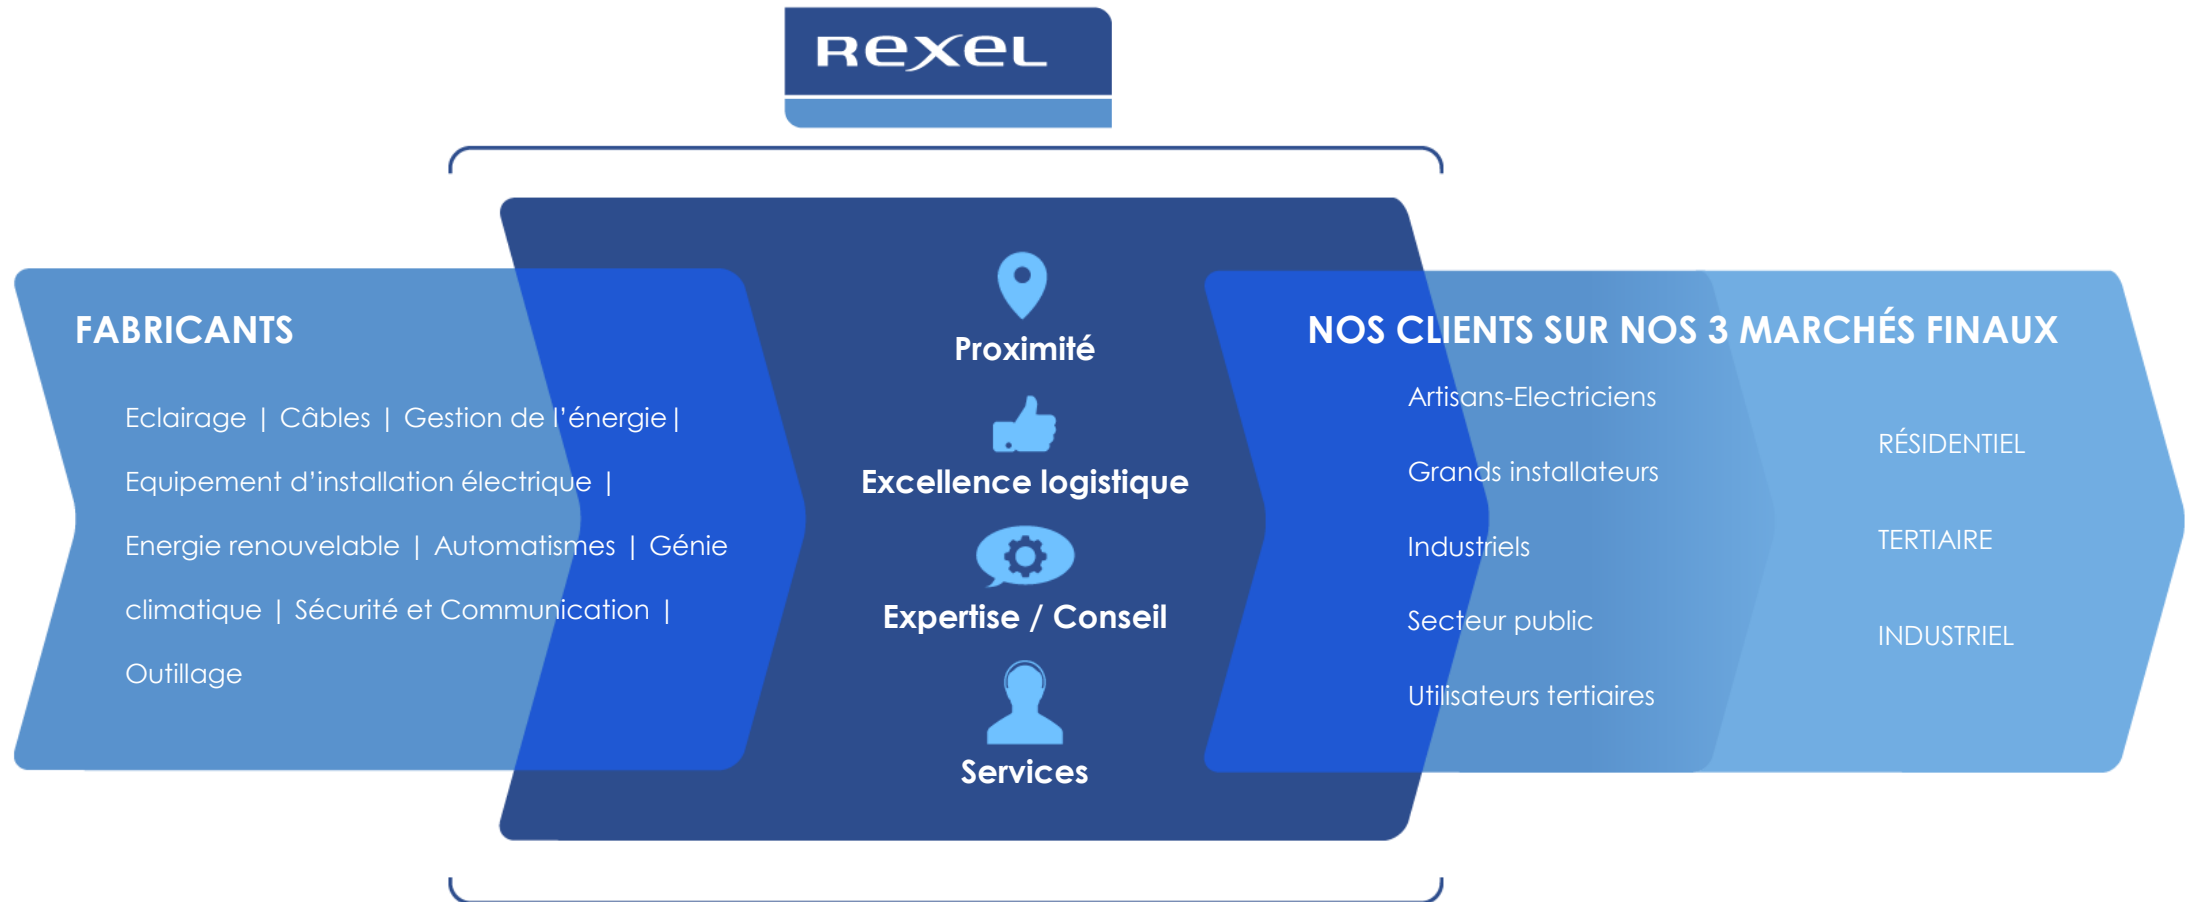 REXEL
FABRICANTS
Eclairage | Câbles | Gestion de l’énergie|
Equipement d’installation électrique |
Energie renouvelable | Automatismes | Génie
climatique | Sécurité et Communication |
Outillage
Proximité
Excellence logistique
Expertise / Conseil
Services
NOS CLIENTS SUR NOS 3 MARCHÉS FINAUX
Artisans-Electriciens
Grands installateurs
Industriels
Secteur public
Utilisateurs tertiaires
RÉSIDENTIEL
TERTIAIRE
INDUSTRIEL